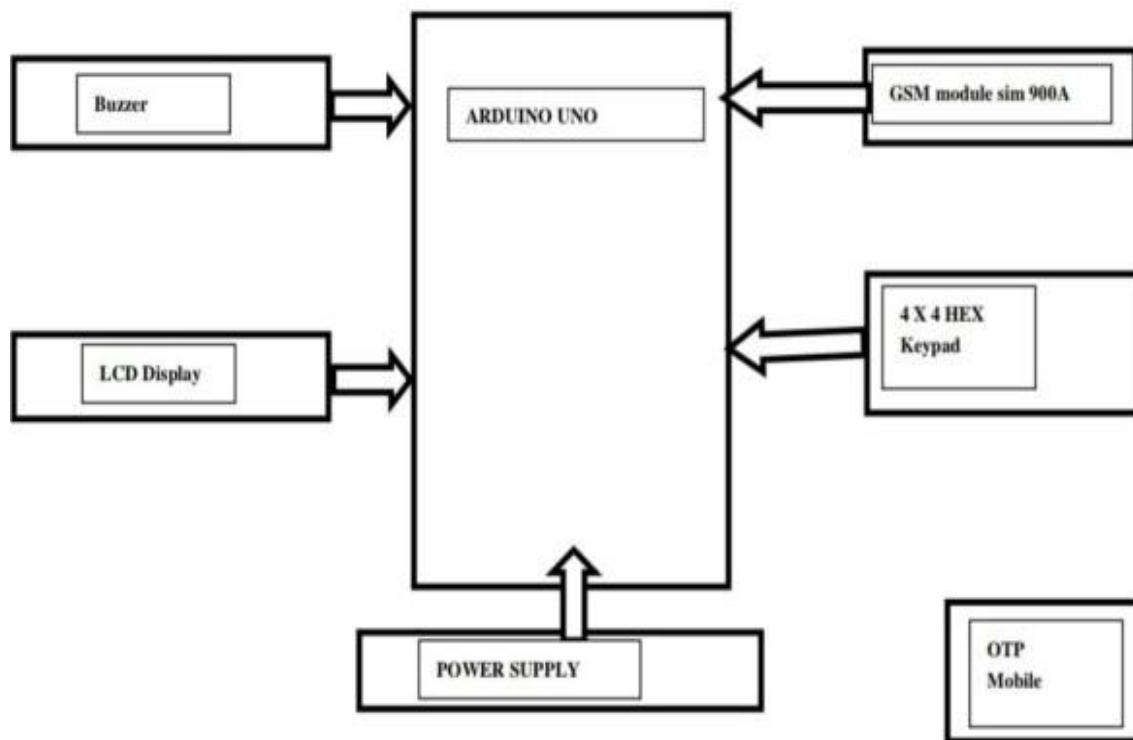 Buzzer
ARDUINO UNO
GSM module sim 900A
LCD Display
4 X 4 HEX
Keypad
POWER SUPPLY
OTP
Mobile